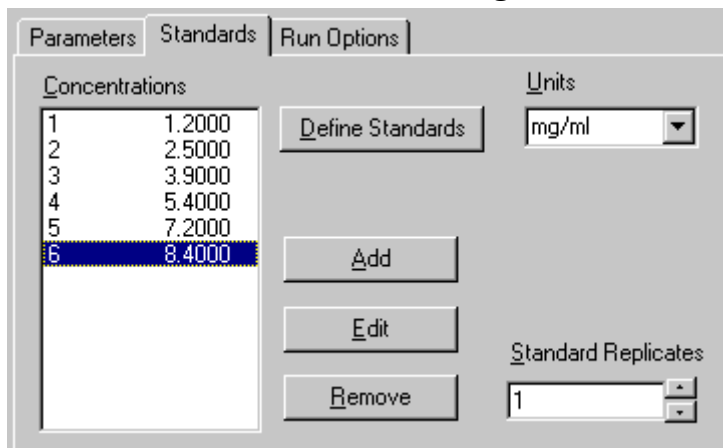 Parameters Standards Run Options
Concentrations
Units
1 1.2000
2 2.5000
3 3.9000
4 5.4000
5 7.2000
6 8.4000
Define Standards
mg/ml
Add
Edit
Remove
Standard Replicates
1